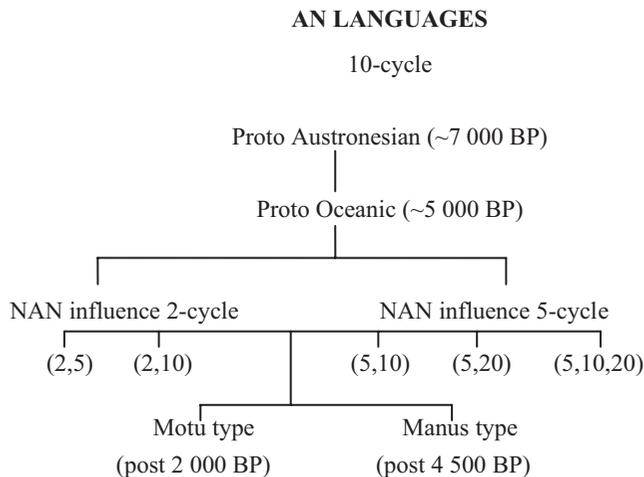 AN LANGUAGES
10-cycle
Proto Austronesian (~7 000 BP)
Proto Oceanic (~5 000 BP)
NAN influence 2-cycle NAN influence 5-cycle
(2,5) (2,10) (5,10) (5,20) (5,10,20)
Motu type Manus type
(post 2 000 BP) (post 4 500 BP)